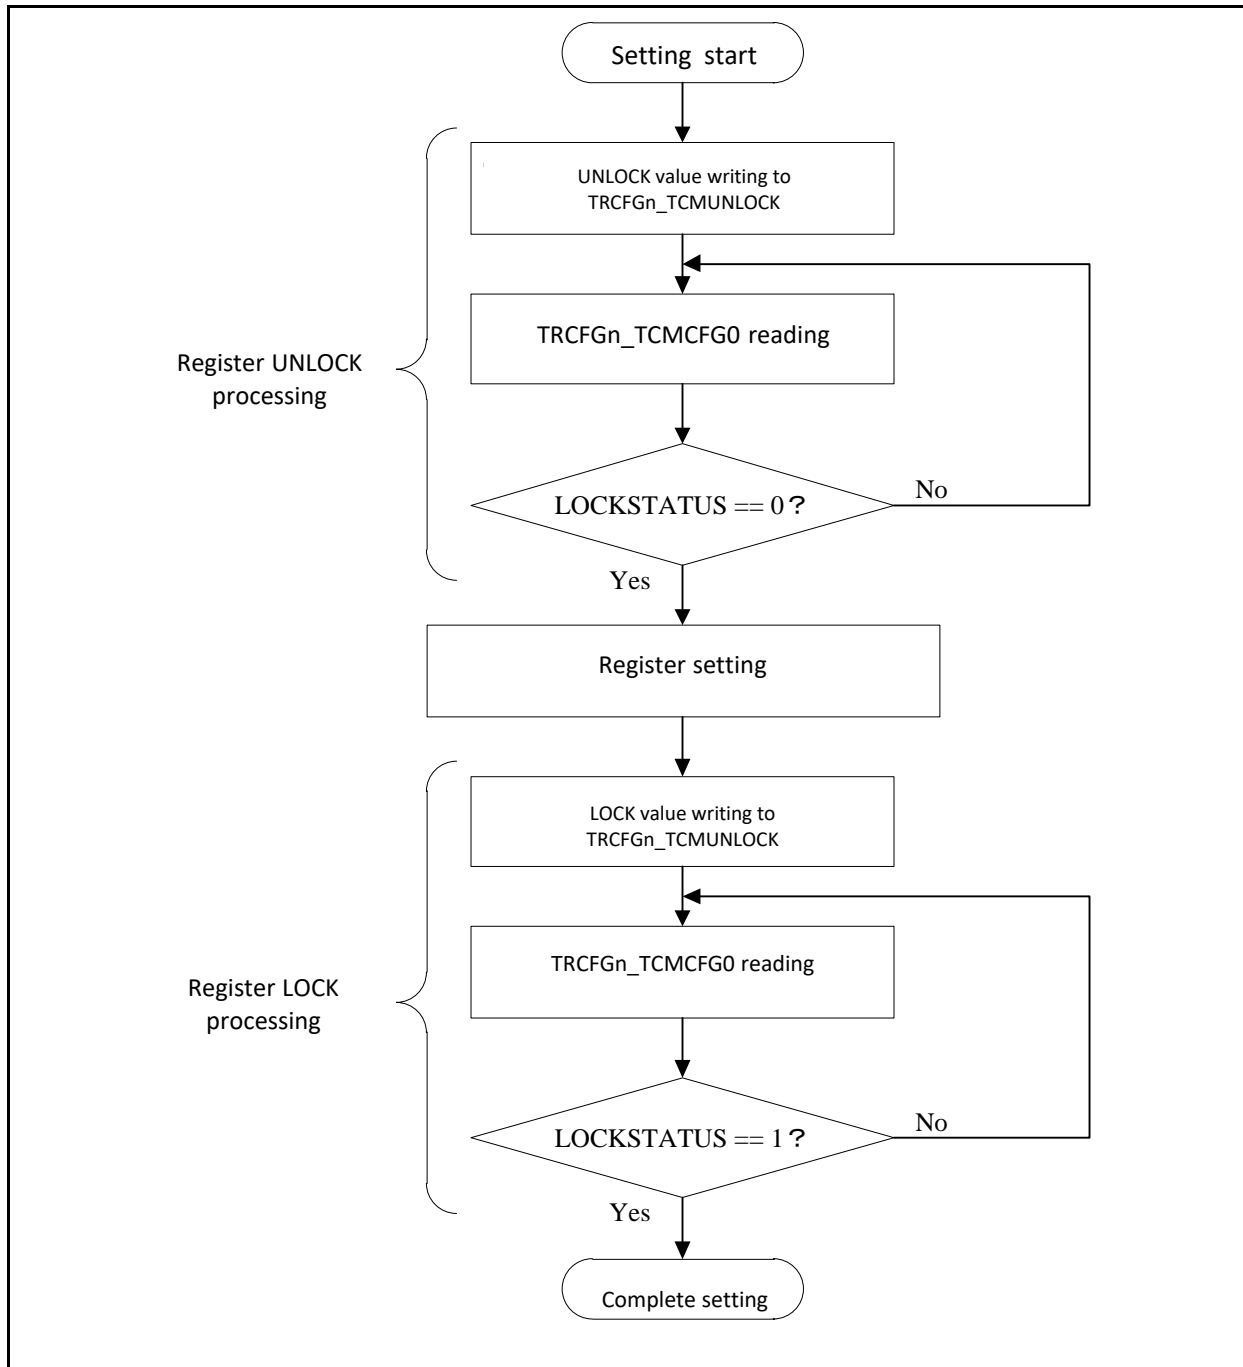 Setting start
UNLOCK value writing to
TRCFGn_TCMUNLOCK
TRCFGn_TCMCFG0 reading
Register UNLOCK
processing
LOCKSTATUS == 0？
No
Yes
Register setting
LOCK value writing to
TRCFGn_TCMUNLOCK
TRCFGn_TCMCFG0 reading
Register LOCK
processing
LOCKSTATUS == 1？
No
Yes
Complete setting